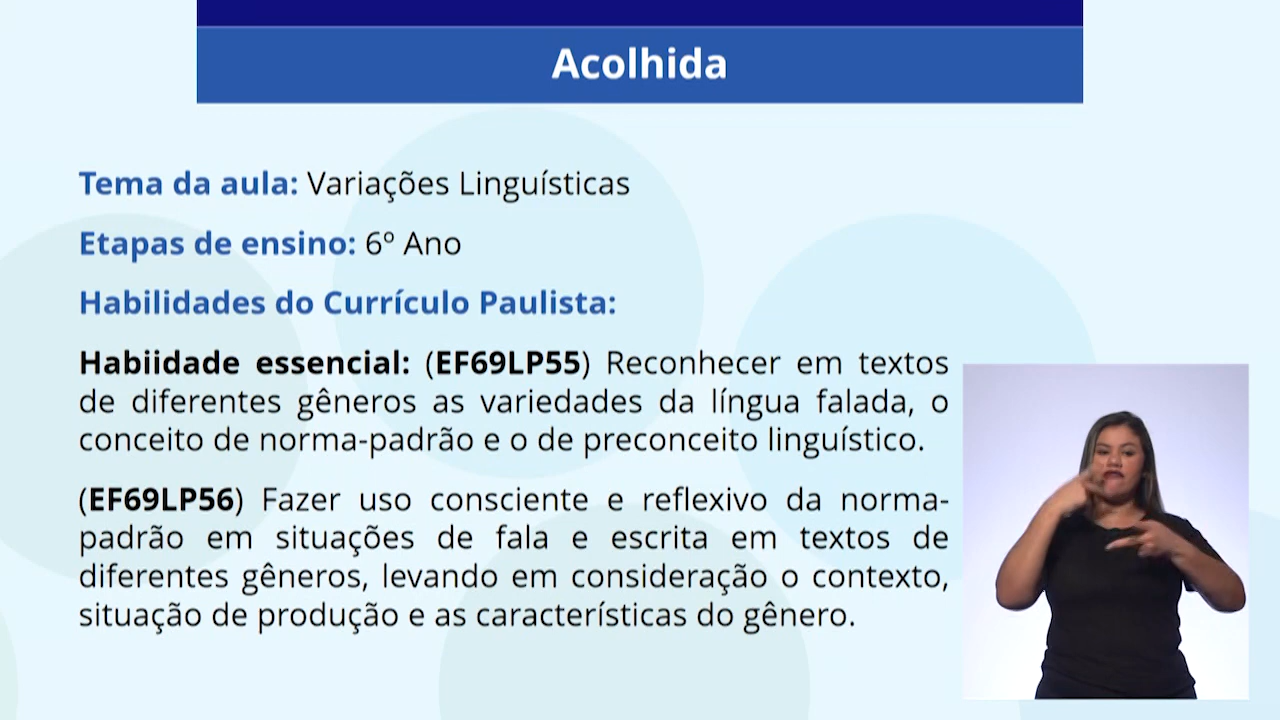 Acolhida
Tema da aula: Variações Linguísticas
Etapas de ensino: 6º Ano
Habilidades do Currículo Paulista:
Habiidade essencial: (EF69LP55) Reconhecer em textos
de diferentes gêneros as variedades da língua falada, o
conceito de norma-padrão e o de preconceito linguístico.
(EF69LP56) Fazer uso consciente e reflexivo da norma-
padrão em situações de fala e escrita em textos de
diferentes gêneros, levando em consideração o contexto,
situação de produção e as características do gênero.